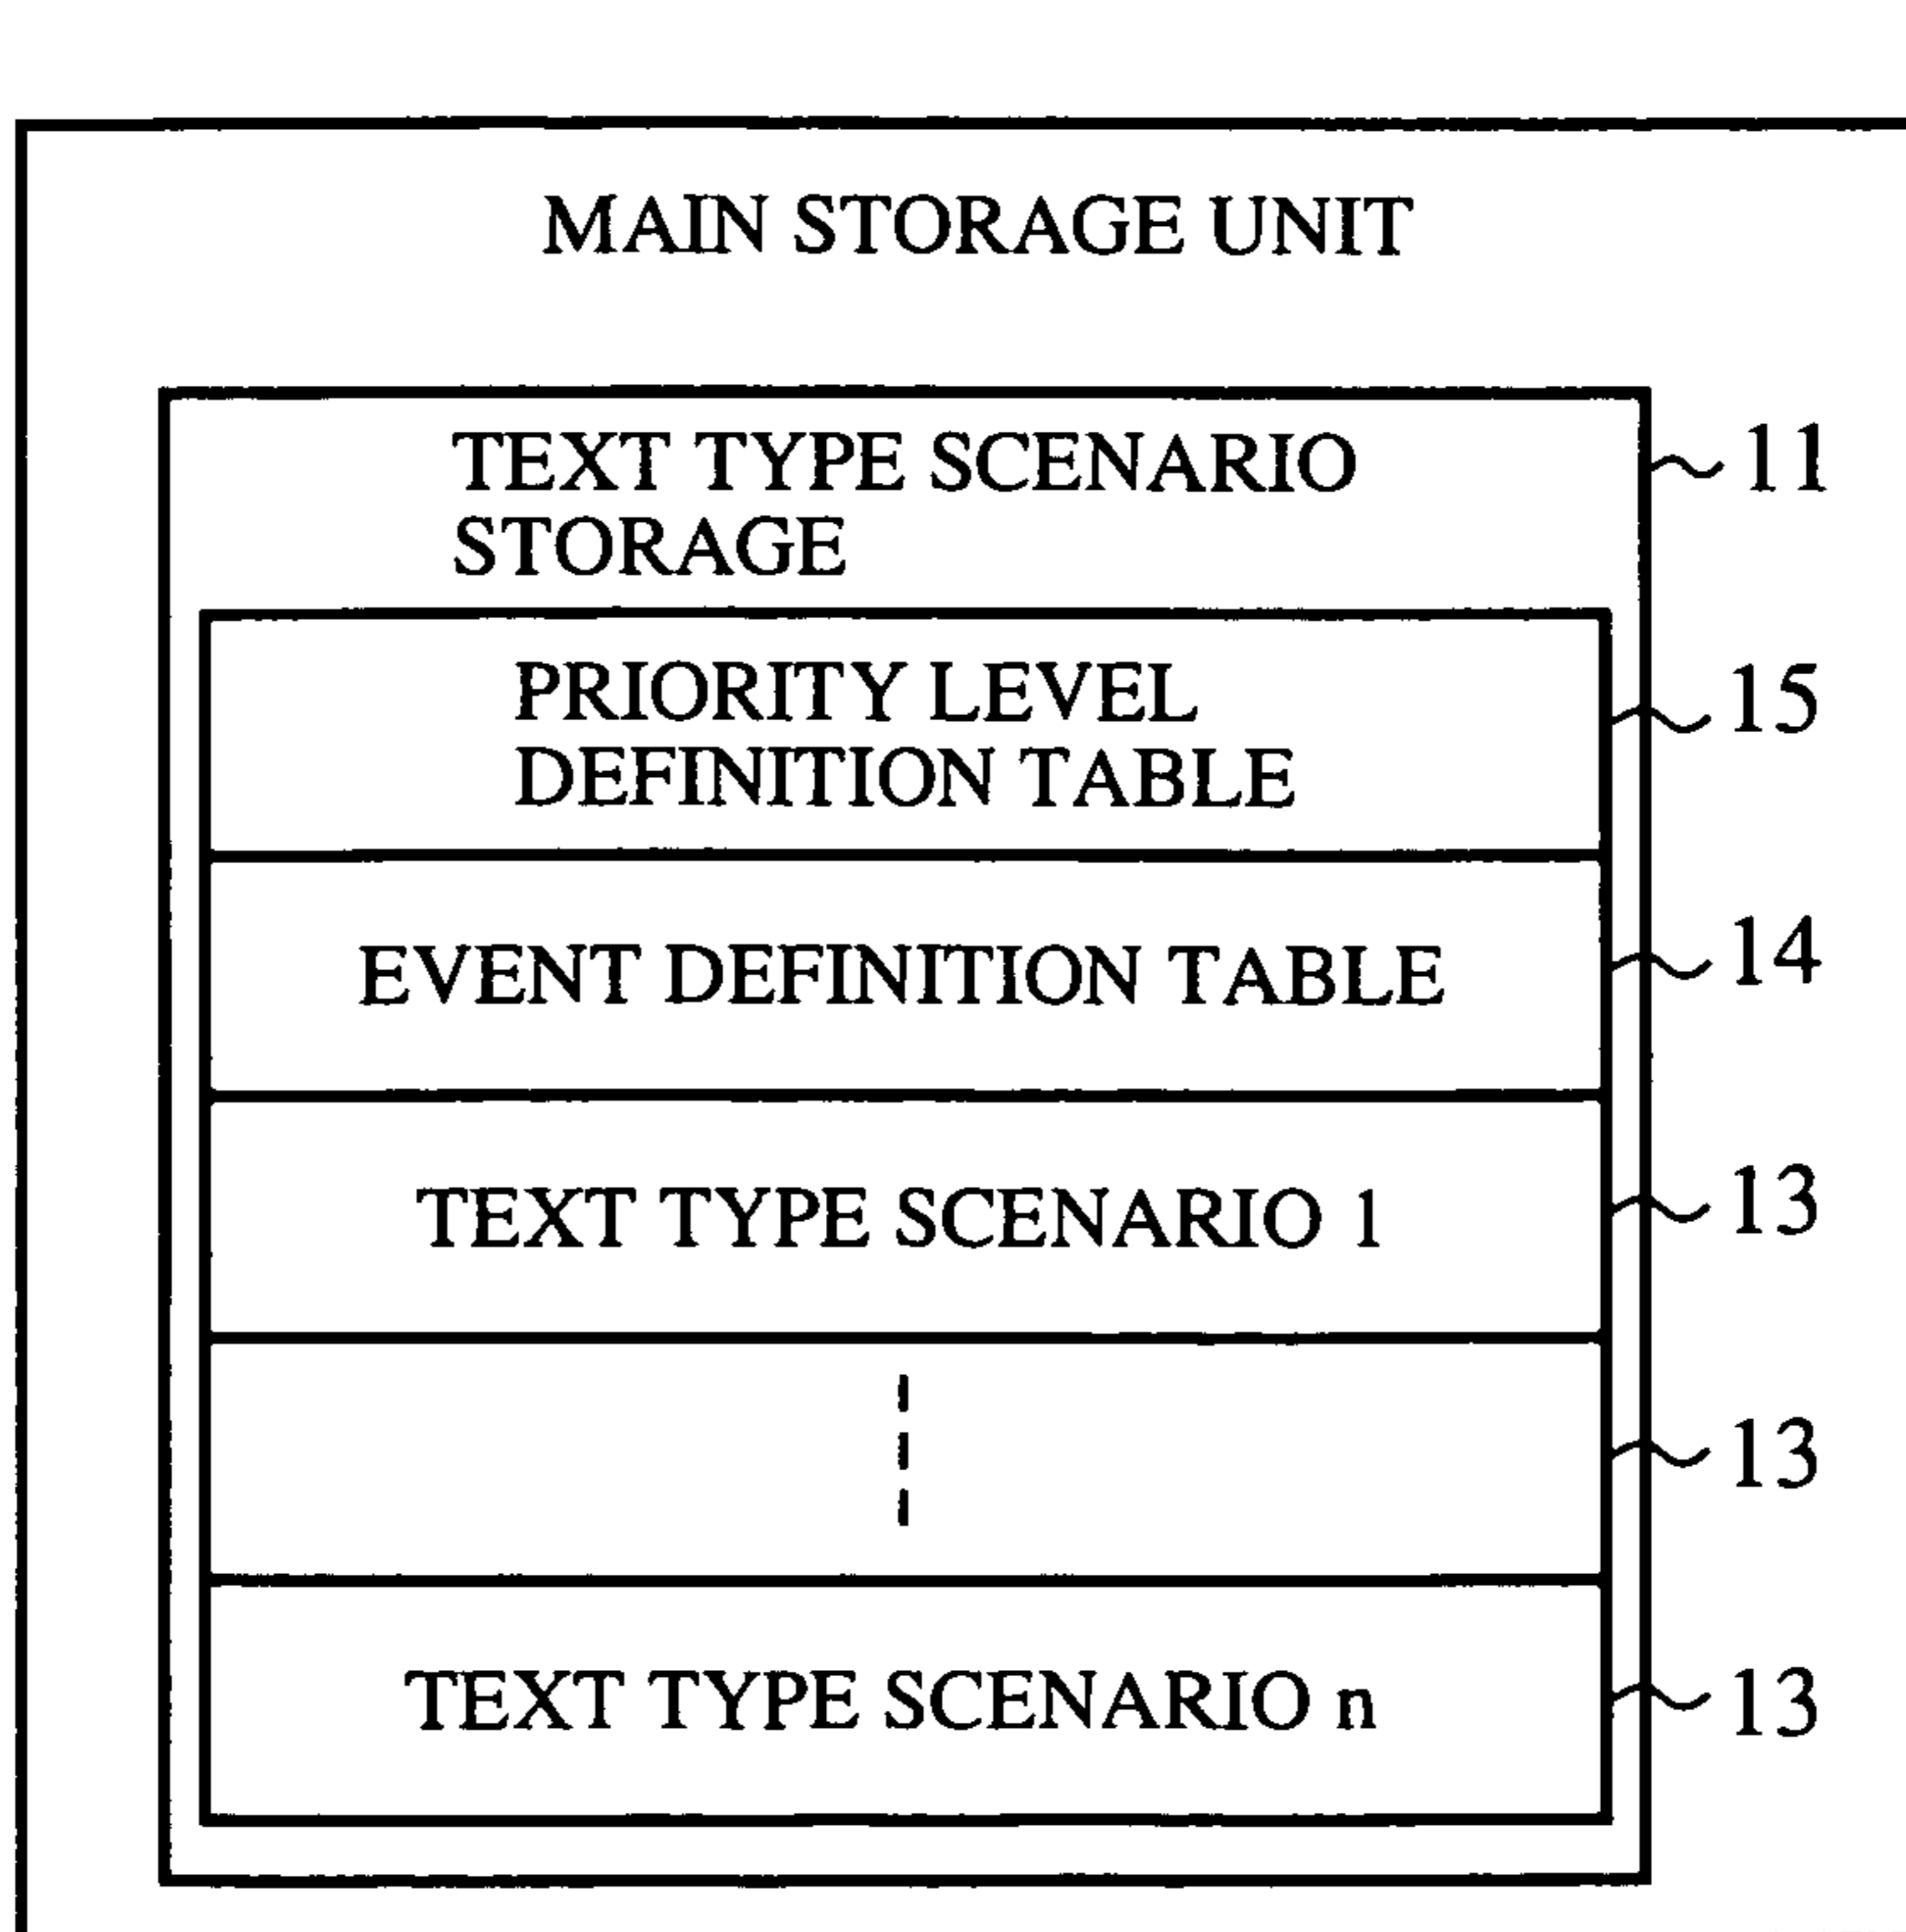 MAIN STORAGE UNIT
TEXT TYPE SCENARIO 11
STORAGE
PRIORITY LEVEL 15
DEFINITION TABLE
EVENT DEFINITION TABLE 14
TEXT TYPE SCENARIO 1 13
13
TEXT TYPE SCENARIO n 13